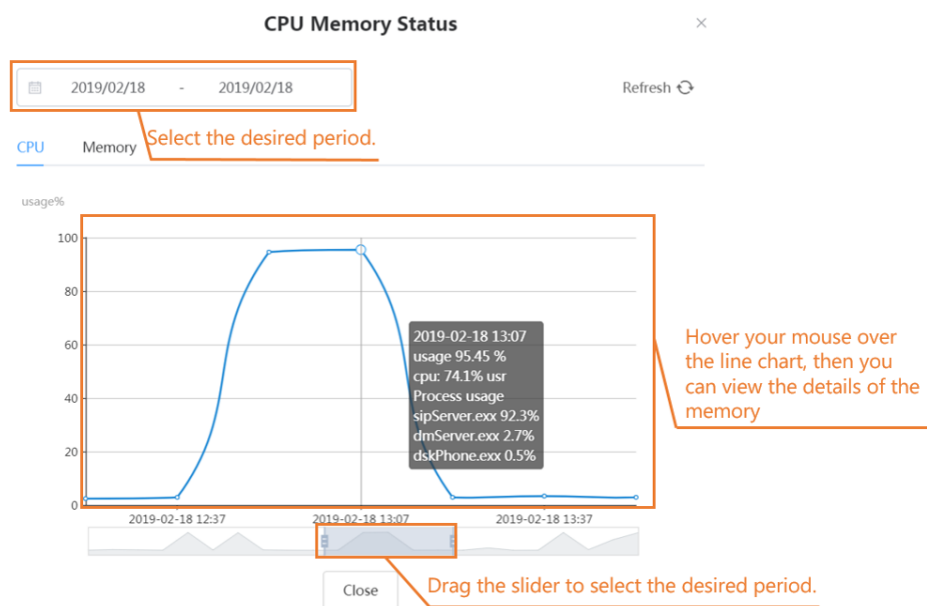 CPU Memory Status
×
2019/02/18 - 2019/02/18
Refresh
Select the desired period.
CPU Memory
usage%
100
80
60
40
20
0
2019-02-18 13:07
usage 95.45 %
cpu: 74.1% usr
Process usage
sipServer.exx 92.3%
dmServer.exx 2.7%
dskPhone.exx 0.5%
Hover your mouse over
the line chart, then you
can view the details of the
memory
2019-02-18 12:37 2019-02-18 13:07 2019-02-18 13:37
Close
Drag the slider to select the desired period.